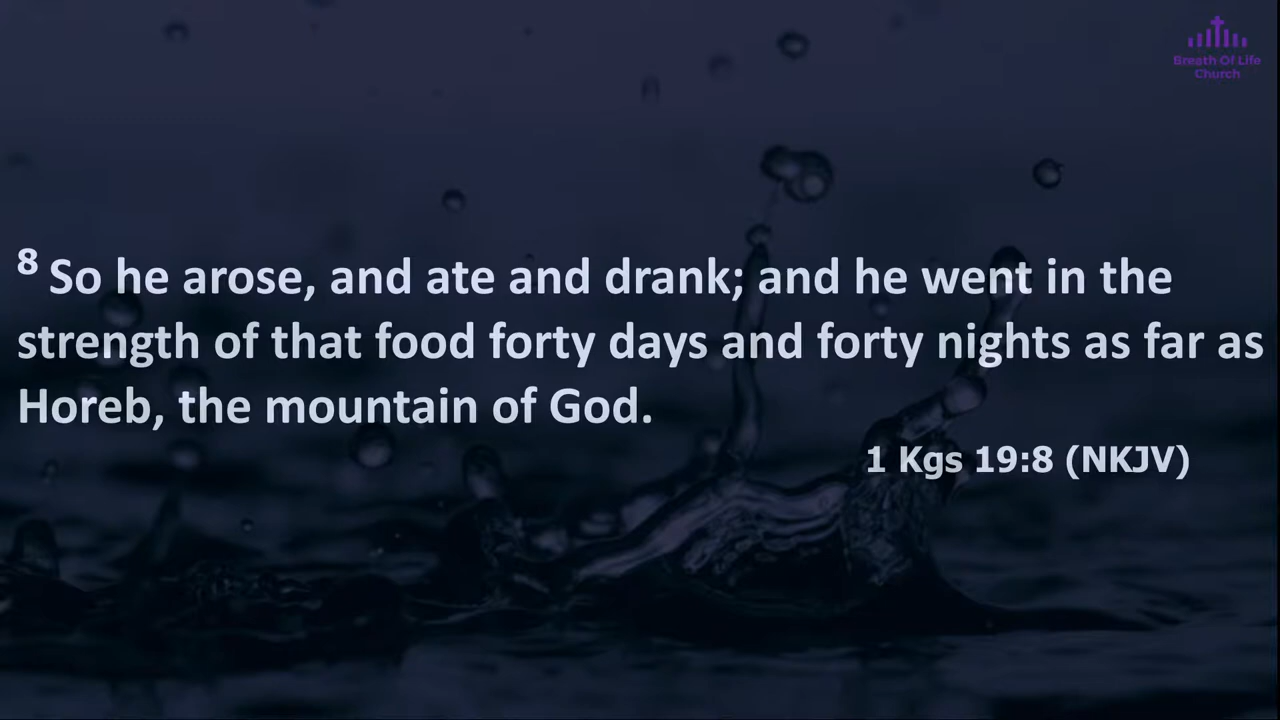 Breath Of Life
Church
8 So he arose, and ate and drank; and he went in the
strength of that food forty days and forty nights as far as
Horeb, the mountain of God.
1 Kgs 19:8 (NKJV)